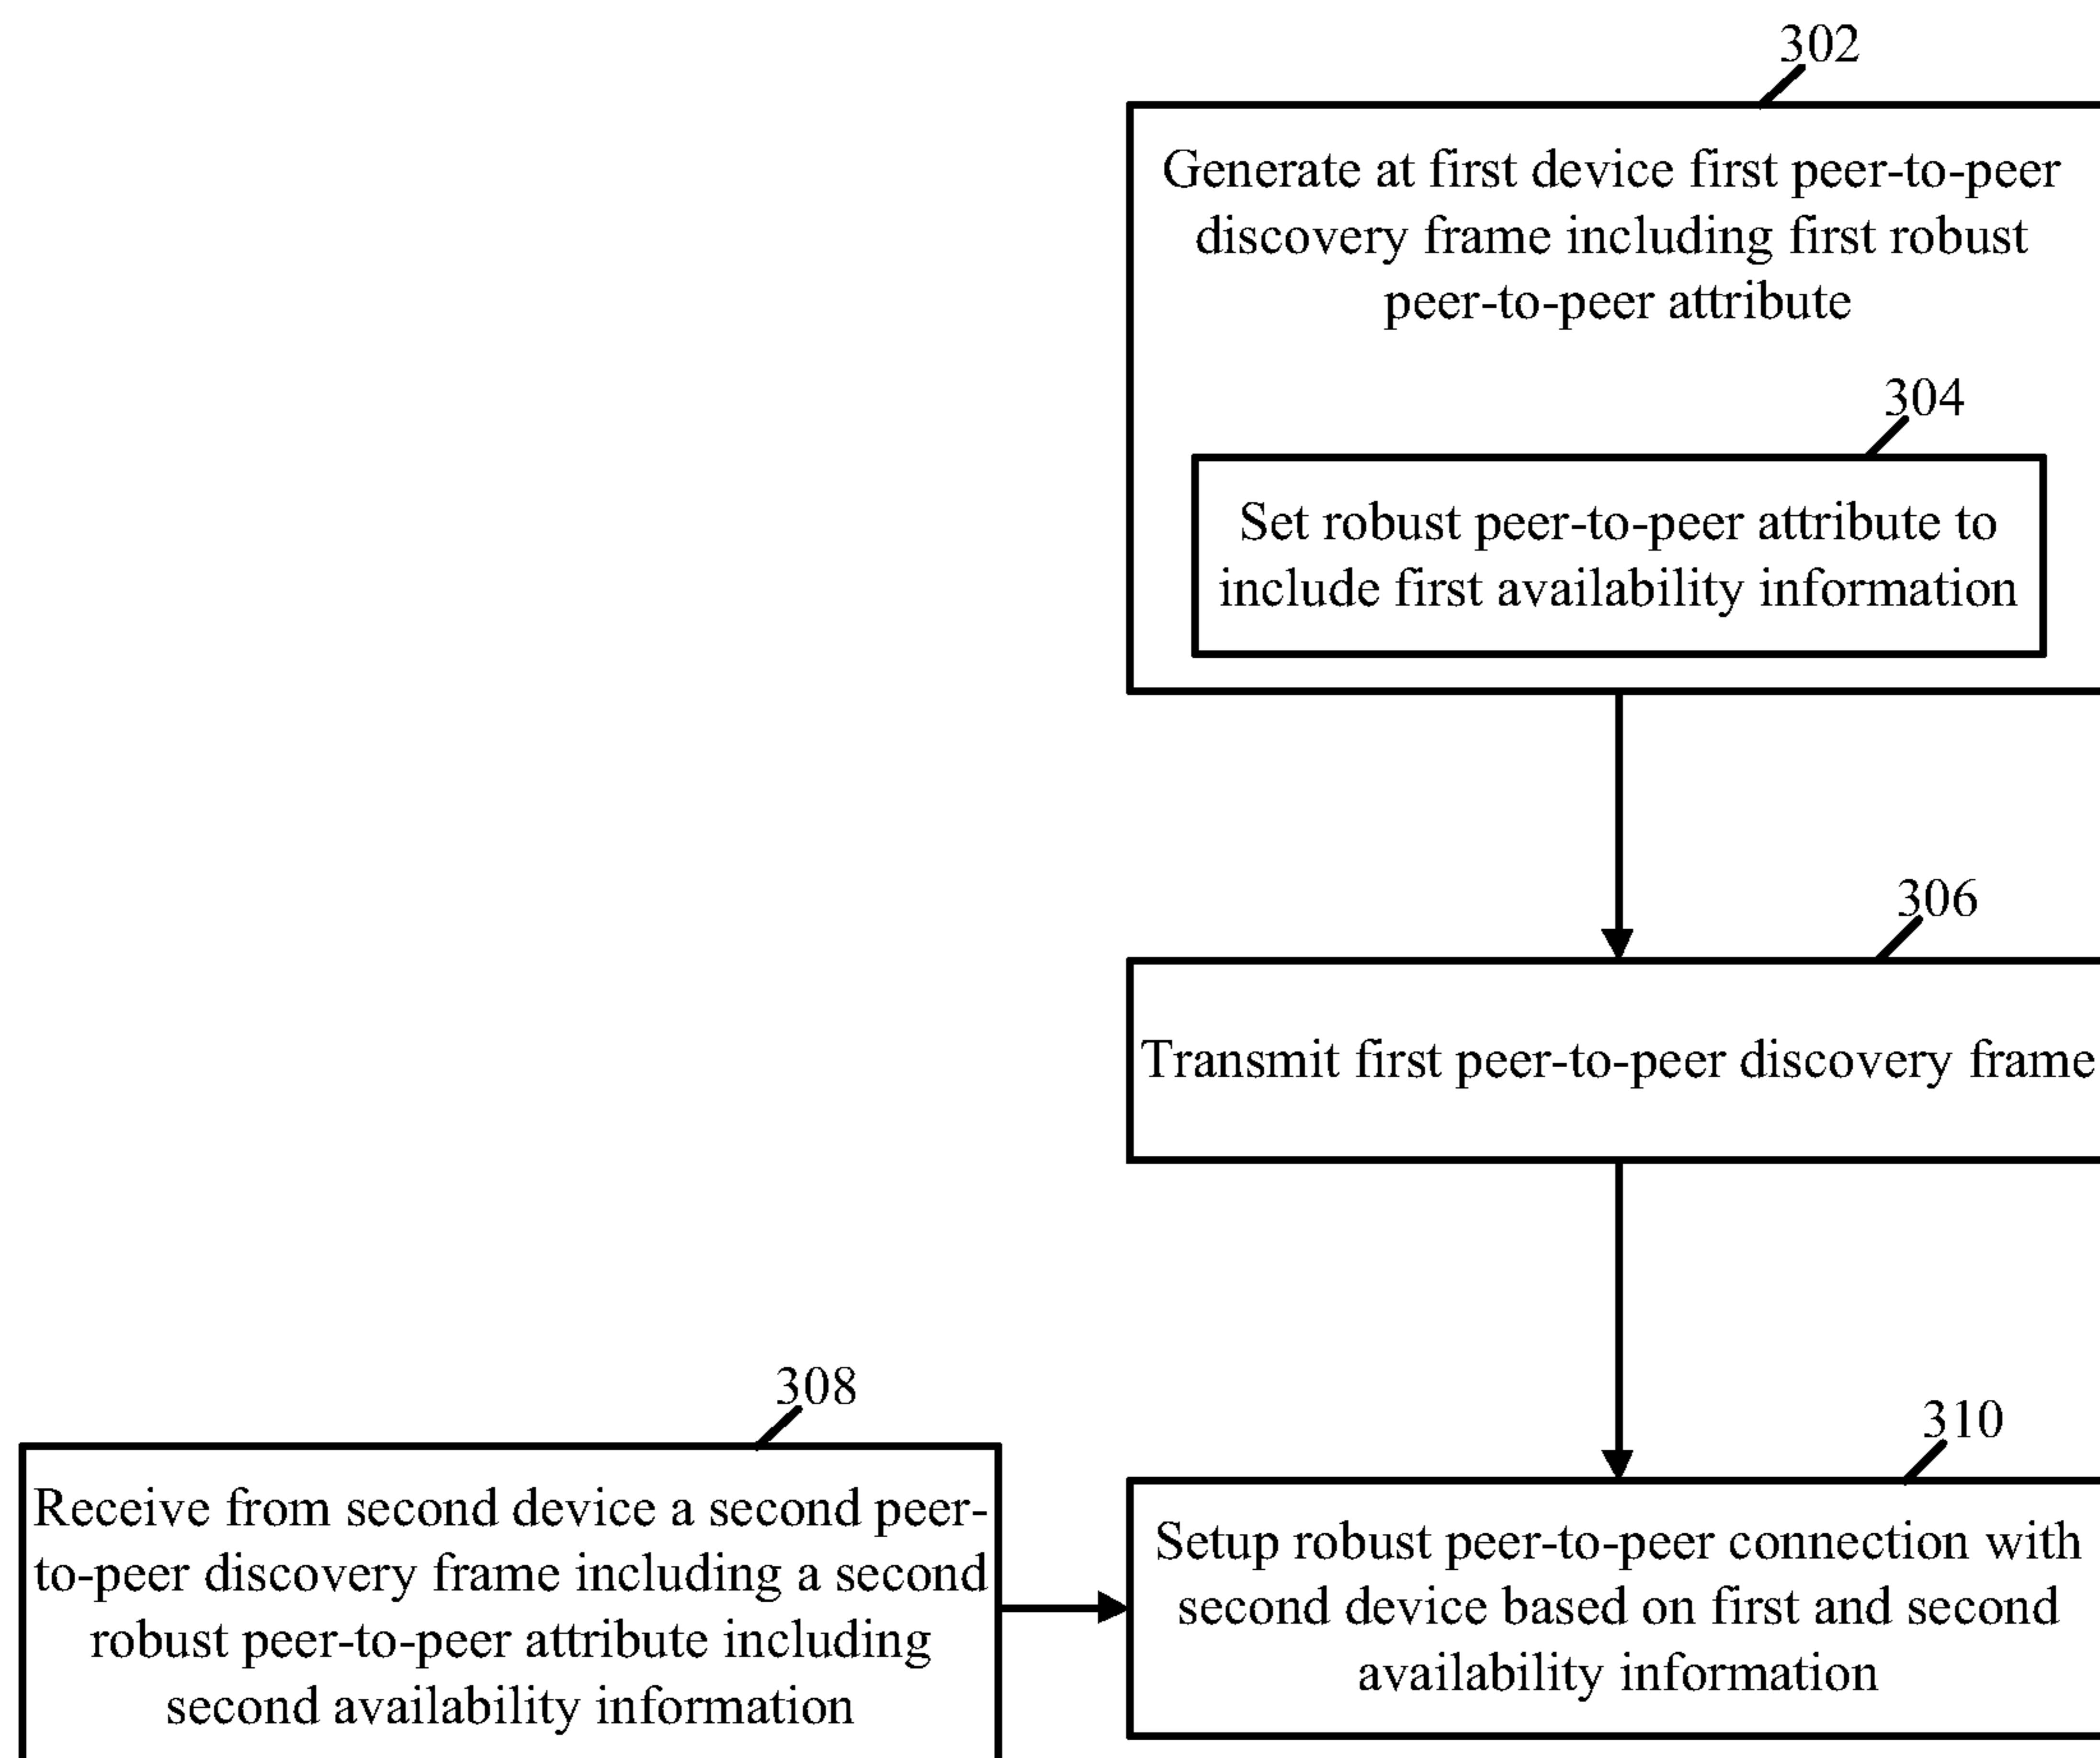 302
Generate at first device first peer-to-peer
discovery frame including first robust
peer-to-peer attribute
304
Set robust peer-to-peer attribute to
include first availability information
306
Transmit first peer-to-peer discovery frame
308
Receive from second device a second peer-
to-peer discovery frame including a second
robust peer-to-peer attribute including
second availability information
310
Setup robust peer-to-peer connection with
second device based on first and second
availability information